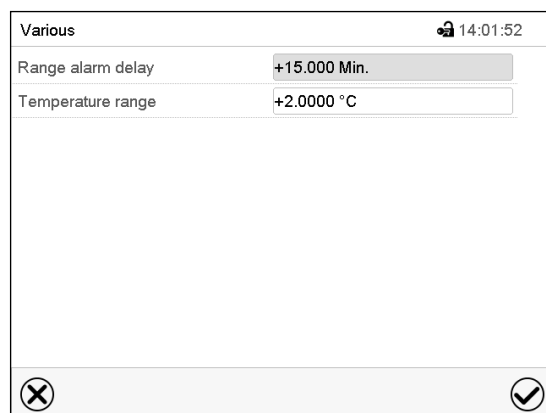 Various 14:01:52
Range alarm delay +15.000 Min.
Temperature range +2.0000 °C